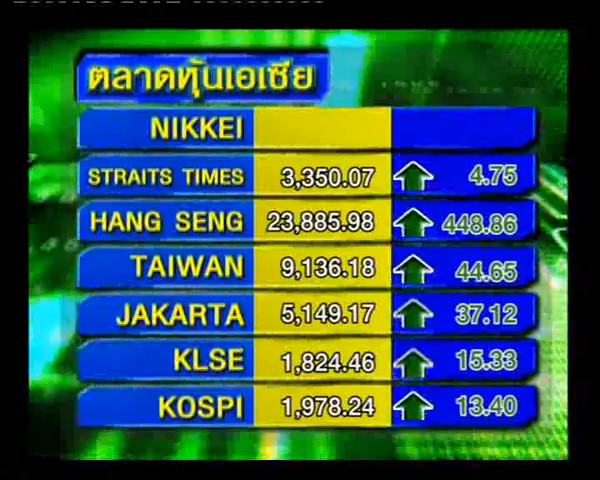 ตลาดหุ้นเอเซีย
NIKKEI
STRAITS TIMES 3,350.07 4.75
HANG SENG 23,885.98 448.86
TAIWAN 9,136.18 44.65
JAKARTA 5,149.17 37.12
KLSE 1,824.46 15.33
KOSPI 1,978.24 13.40